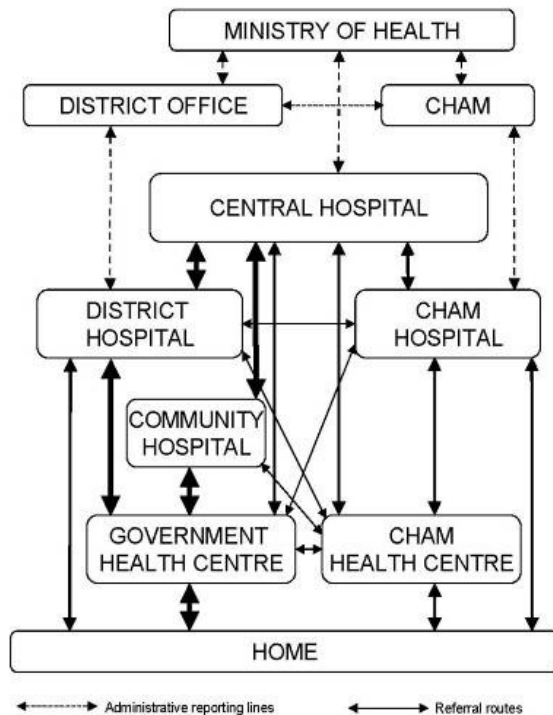 MINISTRY OF HEALTH
DISTRICT OFFICE
CHAM
CENTRAL HOSPITAL
DISTRICT
HOSPITAL
CHAM
HOSPITAL
COMMUNITY
HOSPITAL
GOVERNMENT
HEALTH CENTRE
CHAM
HEALTH CENTRE
HOME
Administrative reporting lines
Referral routes